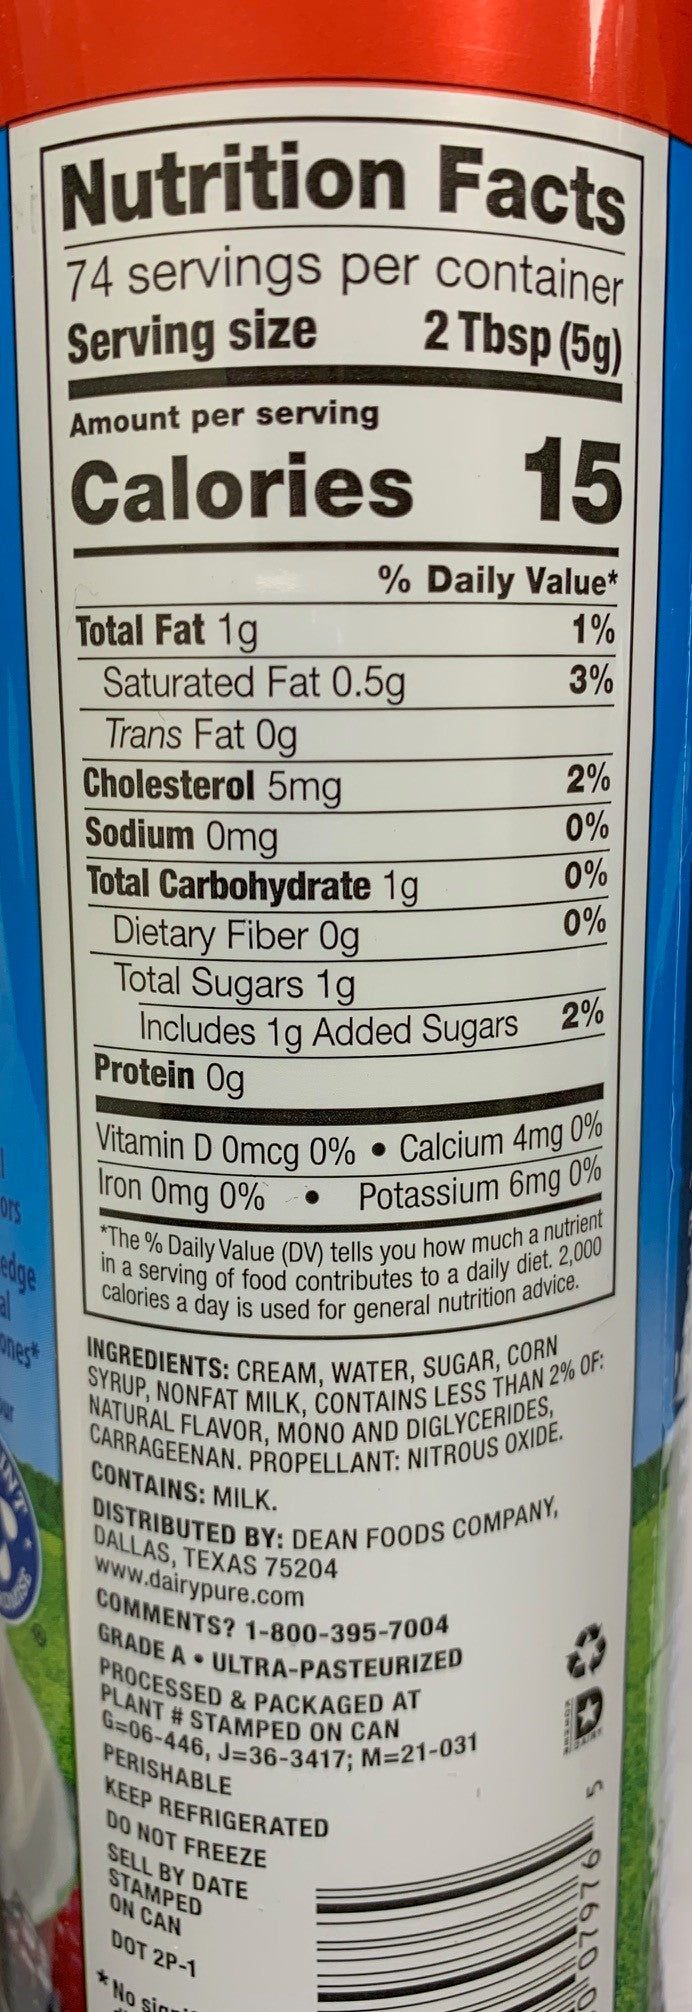 Nutrition Facts
74 servings per container
Serving size 2 Tbsp (5g)
Amount per serving
Calories 15
% Daily Value*
Total Fat 1g 1%
Saturated Fat 0.5g 3%
Trans Fat 0g
Cholesterol 5mg 2%
Sodium 0mg 0%
Total Carbohydrate 1g 0%
Dietary Fiber 0g 0%
Total Sugars 1g
Includes 1g Added Sugars 2%
Protein 0g
Vitamin D 0mcg 0% • Calcium 4mg 0%
Iron 0mg 0% • Potassium 6mg 0%
*The % Daily Value (DV) tells you how much a nutrient
in a serving of food contributes to a daily diet. 2,000
calories a day is used for general nutrition advice.
INGREDIENTS: CREAM, WATER, SUGAR, CORN
SYRUP, NONFAT MILK, CONTAINS LESS THAN 2% OF:
NATURAL FLAVOR, MONO AND DIGLYCERIDES,
CARRAGEENAN. PROPELLANT: NITROUS OXIDE.
CONTAINS: MILK.
DISTRIBUTED BY: DEAN FOODS COMPANY,
DALLAS, TEXAS 75204
www.dairypure.com
COMMENTS? 1-800-395-7004
GRADE A • ULTRA-PASTEURIZED
PROCESSED & PACKAGED AT
PLANT # STAMPED ON CAN
G=06-446, J=36-3417; M=21-031
PERISHABLE
KEEP REFRIGERATED
DO NOT FREEZE
SELL BY DATE
STAMPED
ON CAN
DOT 2P-1
* No
ors
edge
al
ones*
D
5
07976